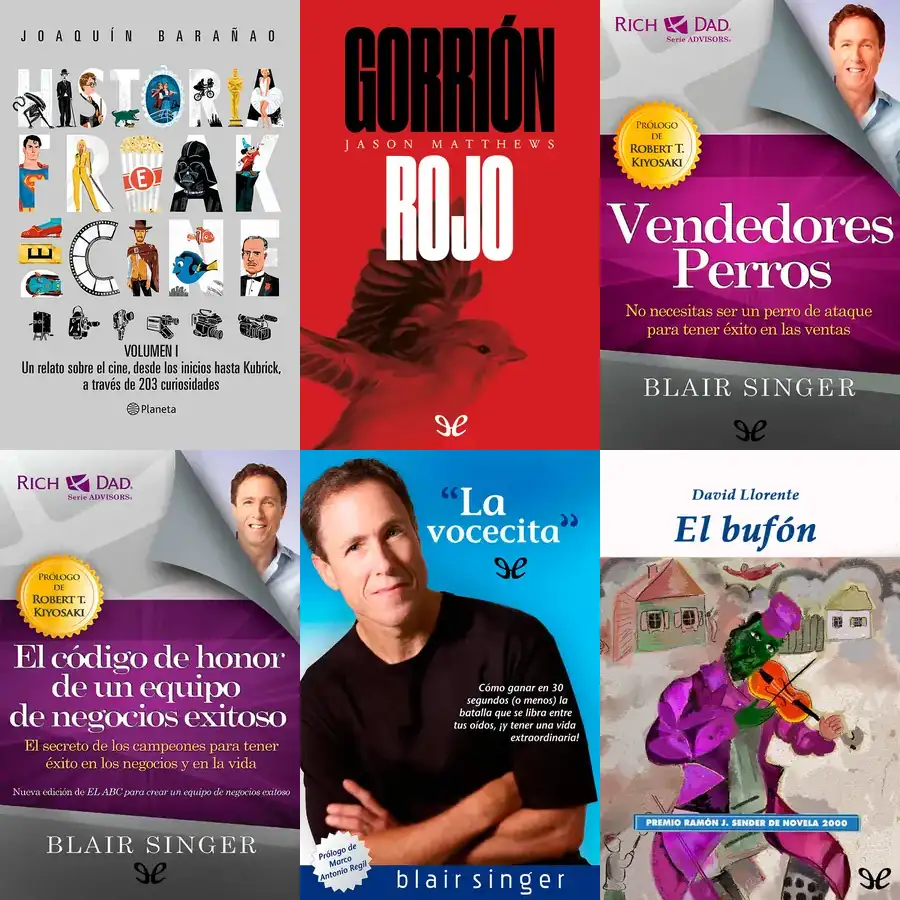 JOAQUÍN BARAÑAO
HISTORIA
FREAK
DEL CINE
VOLUMEN I
Un relato sobre el cine, desde los inicios hasta Kubrick,
a través de 203 curiosidades
Planeta
GORRIÓN
JASON MATTHEWS
ROJO
RICH DAD
Serie ADVISORS.
PRÓLOGO
DE
ROBERT T.
KIYOSAKI
Vendedores
Perros
No necesitas ser un perro de ataque
para tener éxito en las ventas
BLAIR SINGER
RICH DAD
Serie ADVISORS.
PRÓLOGO
DE
ROBERT T.
KIYOSAKI
El código de honor
de un equipo
de negocios exitoso
El secreto de los campeones para tener
éxito en los negocios y en la vida
Nueva edición de EL ABC para crear un equipo de negocios exitoso
BLAIR SINGER
“La
vocecita”
Cómo ganar en 30
segundos (o menos) la
batalla que se libra entre
tus oídos, ¡y tener una vida
extraordinaria!
Prólogo de
Marco
Antonio Regil
blair singer
David Llorente
El bufón
PREMIO RAMÓN J. SENDER DE NOVELA 2000